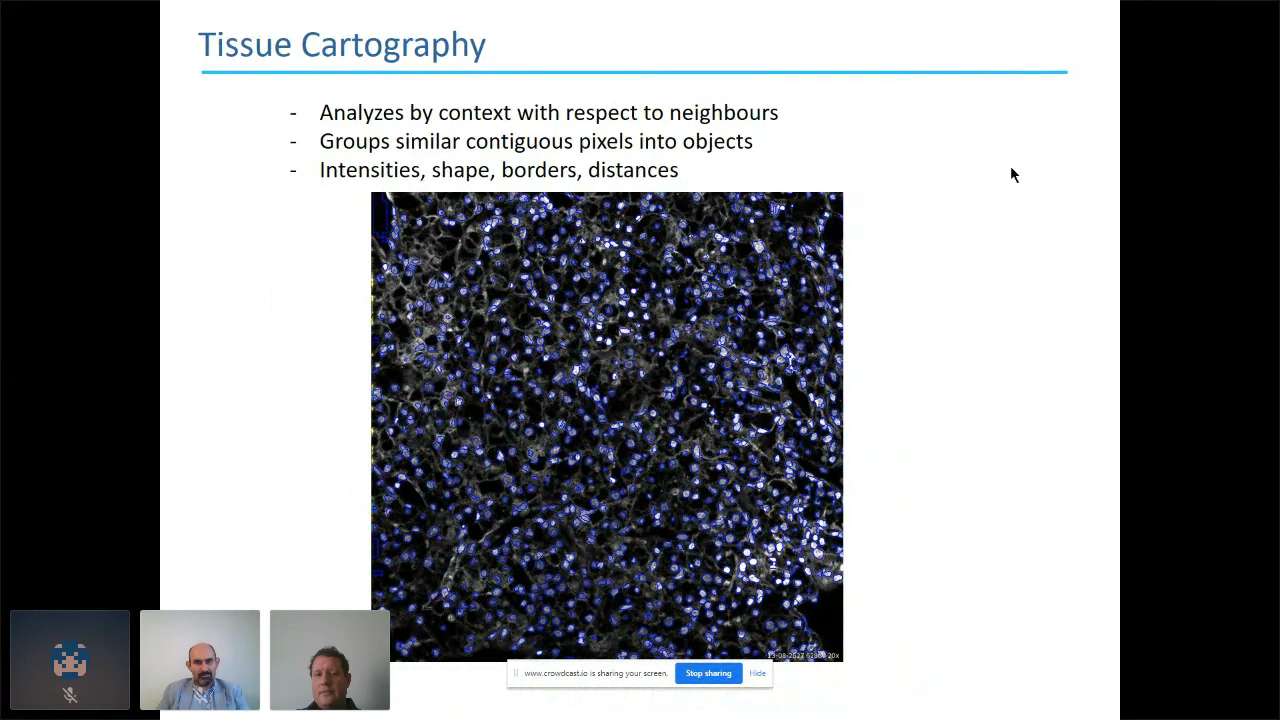 Tissue Cartography
- Analyzes by context with respect to neighbours
- Groups similar contiguous pixels into objects
- Intensities, shape, borders, distances
www.crowdcast.io is sharing your screen. Stop sharing Hide